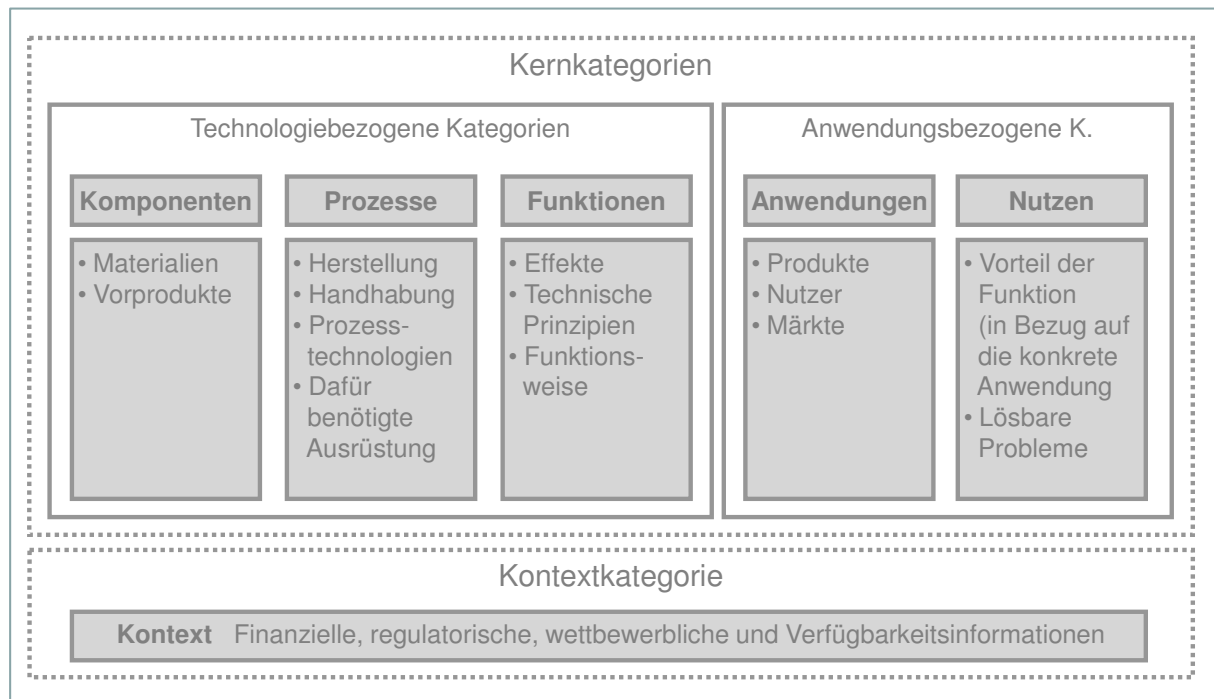 Kernkategorien
Technologiebezogene Kategorien
Komponenten
• Materialien
• Vorprodukte
Prozesse
• Herstellung
• Handhabung
• Prozess-
technologien
• Dafür
benötigte
Ausrüstung
Funktionen
• Effekte
• Technische
Prinzipien
• Funktions-
weise
Anwendungsbezogene K.
Anwendungen
• Produkte
• Nutzer
• Märkte
Nutzen
• Vorteil der
Funktion
(in Bezug auf
die konkrete
Anwendung
• Lösbare
Probleme
Kontextkategorie
Kontext Finanzielle, regulatorische, wettbewerbliche und Verfügbarkeitsinformationen